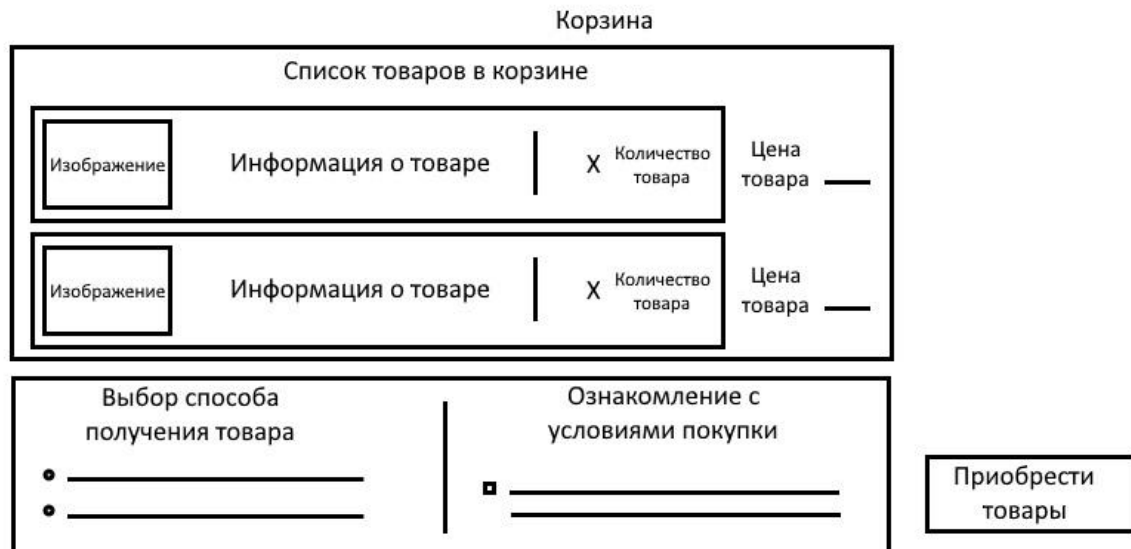 Корзина
Список товаров в корзине
Изображение
Информация о товаре
X
Количество
товара
Цена
товара
Изображение
Информация о товаре
X
Количество
товара
Цена
товара
Выбор способа
получения товара
Ознакомление с
условиями покупки
Приобрести
товары